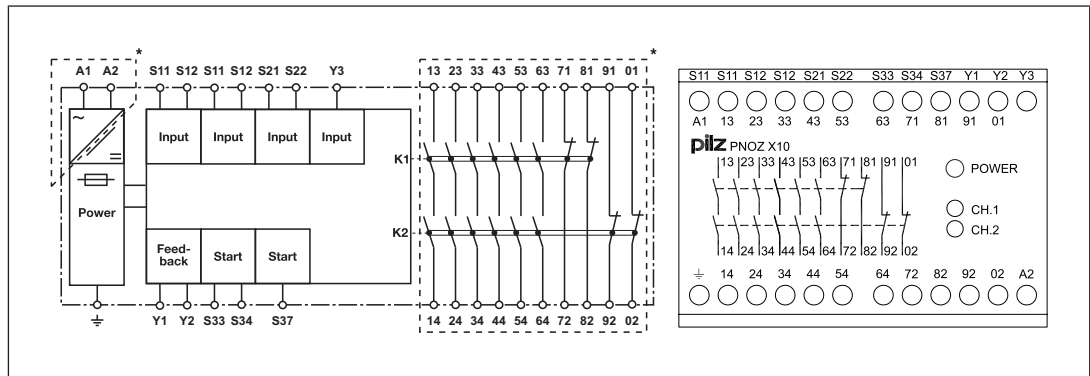 * *
A1 A2 S11 S12 S11 S12 S21 S22 Y3 13 23 33 43 53 63 71 81 91 01
~
=
Input Input Input Input
K1
Power
K2
Feed-
back
Start Start
Y1 Y2 S33 S34 S37 14 24 34 44 54 64 72 82 92 02
S11 S11 S12 S12 S21 S22 S33 S34 S37 Y1 Y2 Y3
A1 13 23 33 43 53 63 71 81 91 01
pilz PNOZ X10
13 23 33 43 53 63 71 81 91 01
POWER
CH.1
CH.2
14 24 34 44 54 64 72 82 92 02
14 24 34 44 54 64 72 82 92 02 A2